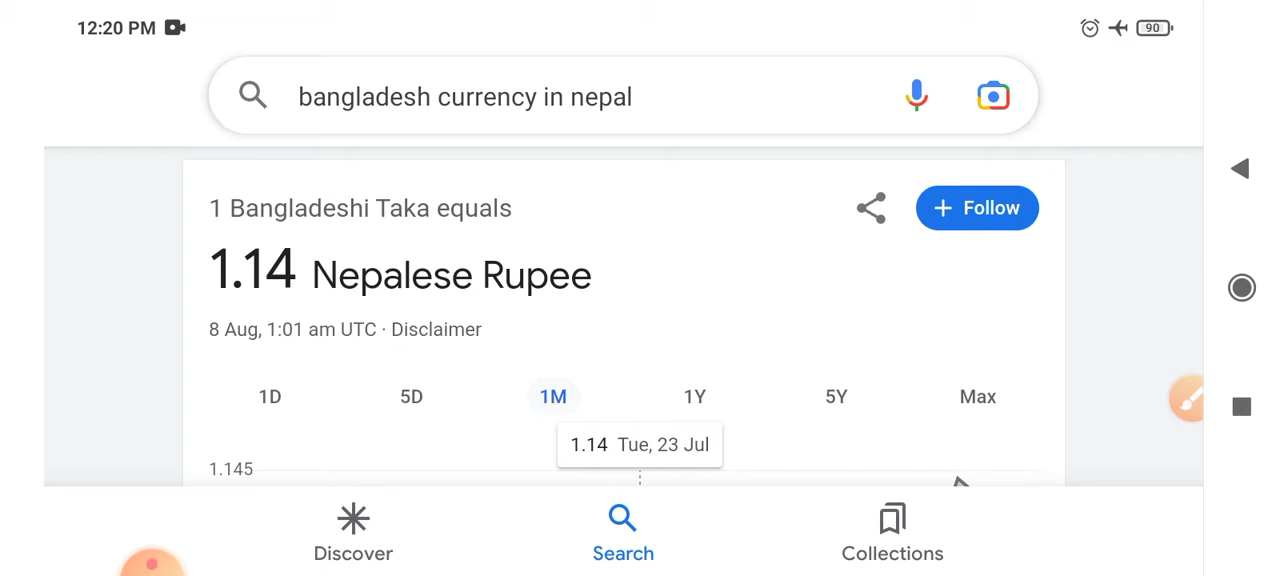 12:20 PM
90
bangladesh currency in nepal
1 Bangladeshi Taka equals
+ Follow
1.14 Nepalese Rupee
8 Aug, 1:01 am UTC · Disclaimer
1D 5D 1M 1Y 5Y Max
1.14 Tue, 23 Jul
1.145
Discover Search Collections